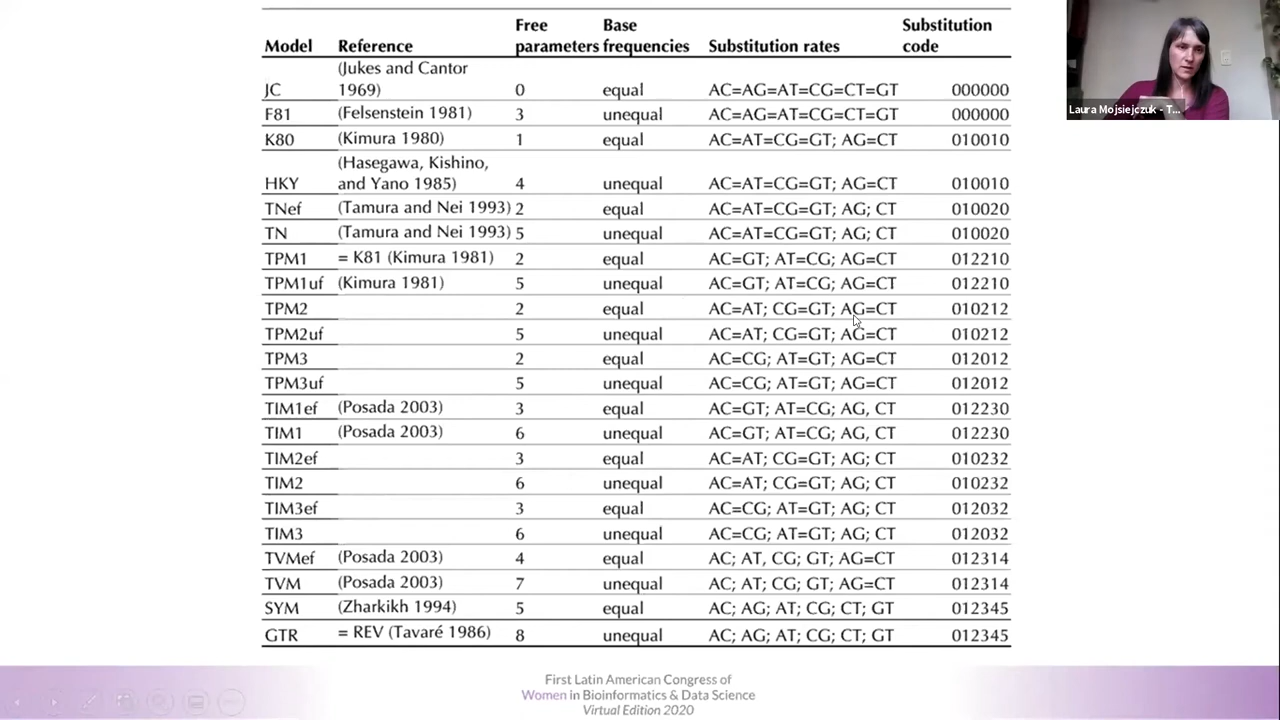 Model Reference Free parameters Base frequencies Substitution rates Substitution code
JC (Jukes and Cantor 1969) 0 equal AC=AG=AT=CG=CT=GT 000000
F81 (Felsenstein 1981) 3 unequal AC=AG=AT=CG=CT=GT 000000
K80 (Kimura 1980) 1 equal AC=AT=CG=GT; AG=CT 010010
HKY (Hasegawa, Kishino, and Yano 1985) 4 unequal AC=AT=CG=GT; AG=CT 010010
TNef (Tamura and Nei 1993) 2 equal AC=AT=CG=GT; AG; CT 010020
TN (Tamura and Nei 1993) 5 unequal AC=AT=CG=GT; AG; CT 010020
TPM1 = K81 (Kimura 1981) 2 equal AC=GT; AT=CG; AG=CT 012210
TPM1uf (Kimura 1981) 5 unequal AC=GT; AT=CG; AG=CT 012210
TPM2 2 equal AC=AT; CG=GT; AG=CT 010212
TPM2uf 5 unequal AC=AT; CG=GT; AG=CT 010212
TPM3 2 equal AC=CG; AT=GT; AG=CT 012012
TPM3uf 5 unequal AC=CG; AT=GT; AG=CT 012012
TIM1ef (Posada 2003) 3 equal AC=GT; AT=CG; AG, CT 012230
TIM1 (Posada 2003) 6 unequal AC=GT; AT=CG; AG, CT 012230
TIM2ef 3 equal AC=AT; CG=GT; AG; CT 010232
TIM2 6 unequal AC=AT; CG=GT; AG; CT 010232
TIM3ef 3 equal AC=CG; AT=GT; AG; CT 012032
TIM3 6 unequal AC=CG; AT=GT; AG; CT 012032
TVMef (Posada 2003) 4 equal AC; AT, CG; GT; AG=CT 012314
TVM (Posada 2003) 7 unequal AC; AT; CG; GT; AG=CT 012314
SYM (Zharkikh 1994) 5 equal AC; AG; AT; CG; CT; GT 012345
GTR = REV (Tavaré 1986) 8 unequal AC; AG; AT; CG; CT; GT 012345
Laura Mojsiejczuk - T...
First Latin American Congress of
Women in Bioinformatics & Data Science
Virtual Edition 2020